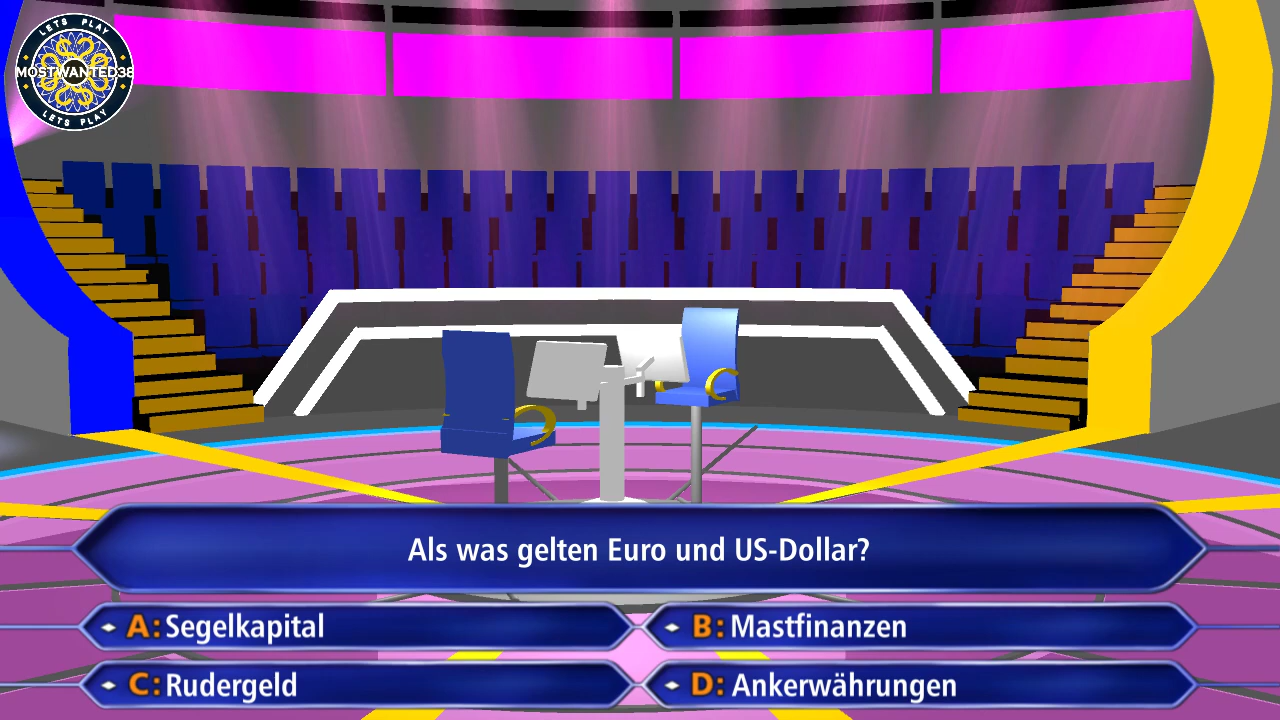 LETS PLAY
MOSTWANTED38
LETS PLAY
Als was gelten Euro und US-Dollar?
A: Segelkapital
B: Mastfinanzen
C: Rudergeld
D: Ankerwährungen